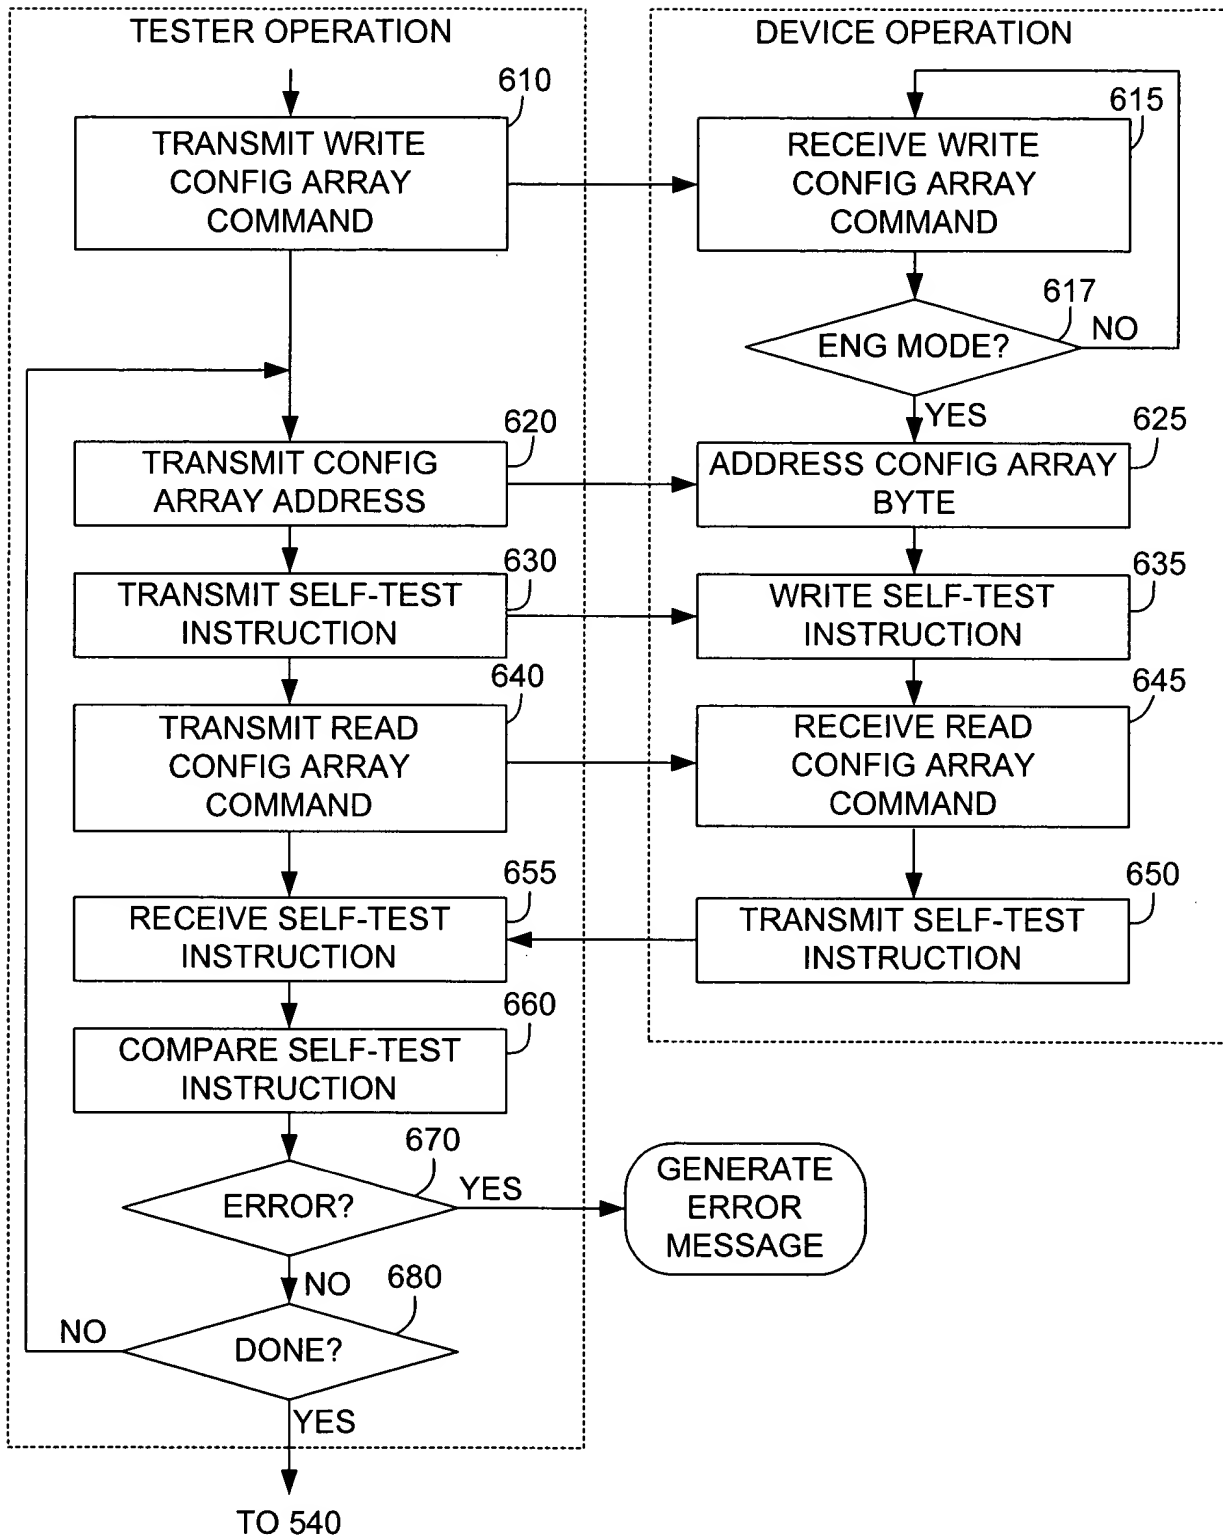 TESTER OPERATION
610
TRANSMIT WRITE
CONFIG ARRAY
COMMAND
620
TRANSMIT CONFIG
ARRAY ADDRESS
630
TRANSMIT SELF-TEST
INSTRUCTION
640
TRANSMIT READ
CONFIG ARRAY
COMMAND
655
RECEIVE SELF-TEST
INSTRUCTION
660
COMPARE SELF-TEST
INSTRUCTION
670
ERROR?
YES
NO
680
DONE?
NO
YES
TO 540
DEVICE OPERATION
615
RECEIVE WRITE
CONFIG ARRAY
COMMAND
617
ENG MODE?
NO
YES
625
ADDRESS CONFIG ARRAY
BYTE
635
WRITE SELF-TEST
INSTRUCTION
645
RECEIVE READ
CONFIG ARRAY
COMMAND
650
TRANSMIT SELF-TEST
INSTRUCTION
GENERATE
ERROR
MESSAGE